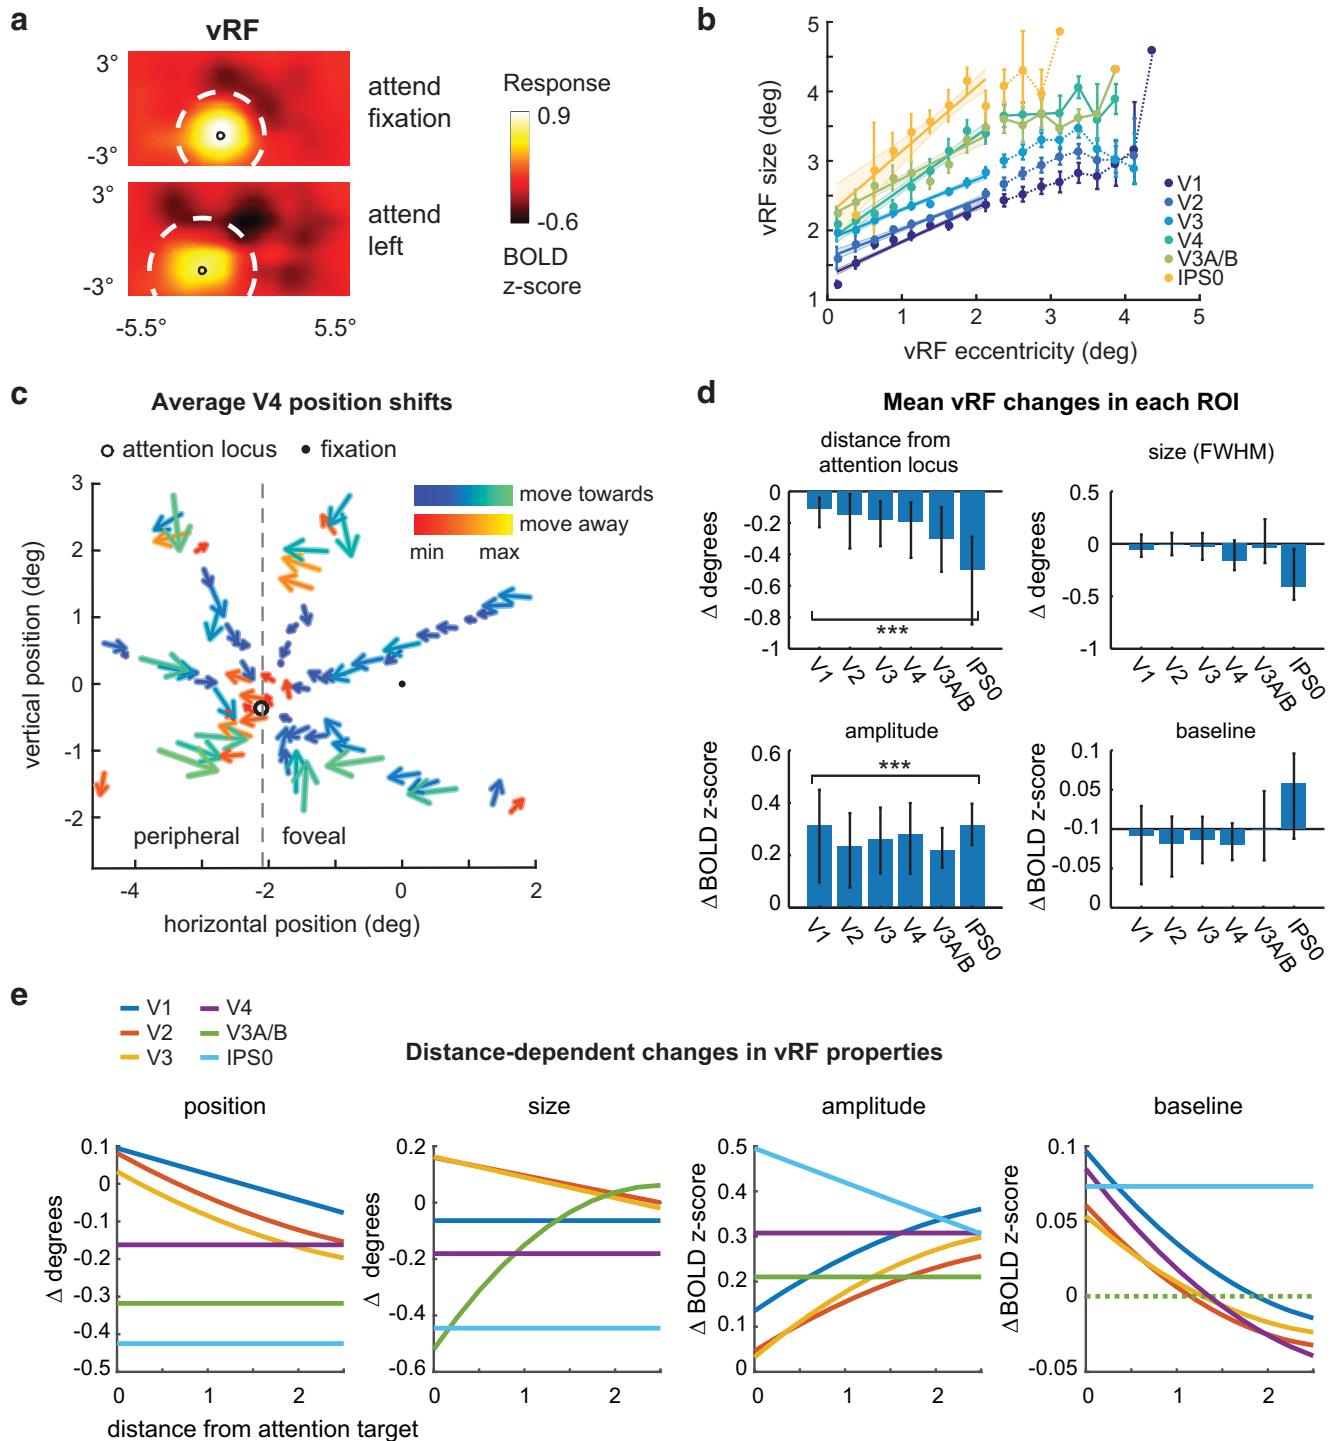 a
vRF
3°
-3°
attend
fixation
3°
-3°
attend
left
-5.5°
5.5°
Response
0.9
-0.6
BOLD
z-score
b
vRF size (deg)
5
4
3
2
1
0
1
2
3
4
5
vRF eccentricity (deg)
V1
V2
V3
V4
V3A/B
IPS0
c
Average V4 position shifts
attention locus
fixation
move towards
move away
min
max
vertical position (deg)
3
2
1
0
-1
-2
peripheral
foveal
-4
-2
0
2
horizontal position (deg)
d
Mean vRF changes in each ROI
distance from
attention locus
Δ degrees
0
-0.2
-0.4
-0.6
-0.8
-1
***
V1
V2
V3
V4
V3A/B
IPS0
size (FWHM)
Δ degrees
0.5
0
-0.5
-1
V1
V2
V3
V4
V3A/B
IPS0
amplitude
Δ BOLD z-score
0.6
0.4
0.2
0
***
V1
V2
V3
V4
V3A/B
IPS0
baseline
Δ BOLD z-score
0.1
0.05
-0.1
-0.05
0
V1
V2
V3
V4
V3A/B
IPS0
e
V1
V2
V3
V4
V3A/B
IPS0
Distance-dependent changes in vRF properties
position
Δ degrees
0.1
0
-0.1
-0.2
-0.3
-0.4
-0.5
0
1
2
distance from attention target
size
Δ degrees
0.2
0
-0.2
-0.4
-0.6
0
1
2
amplitude
Δ BOLD z-score
0.5
0.4
0.3
0.2
0.1
0
0
1
2
baseline
ΔBOLD z-score
0.1
0.05
0
-0.05
0
1
2